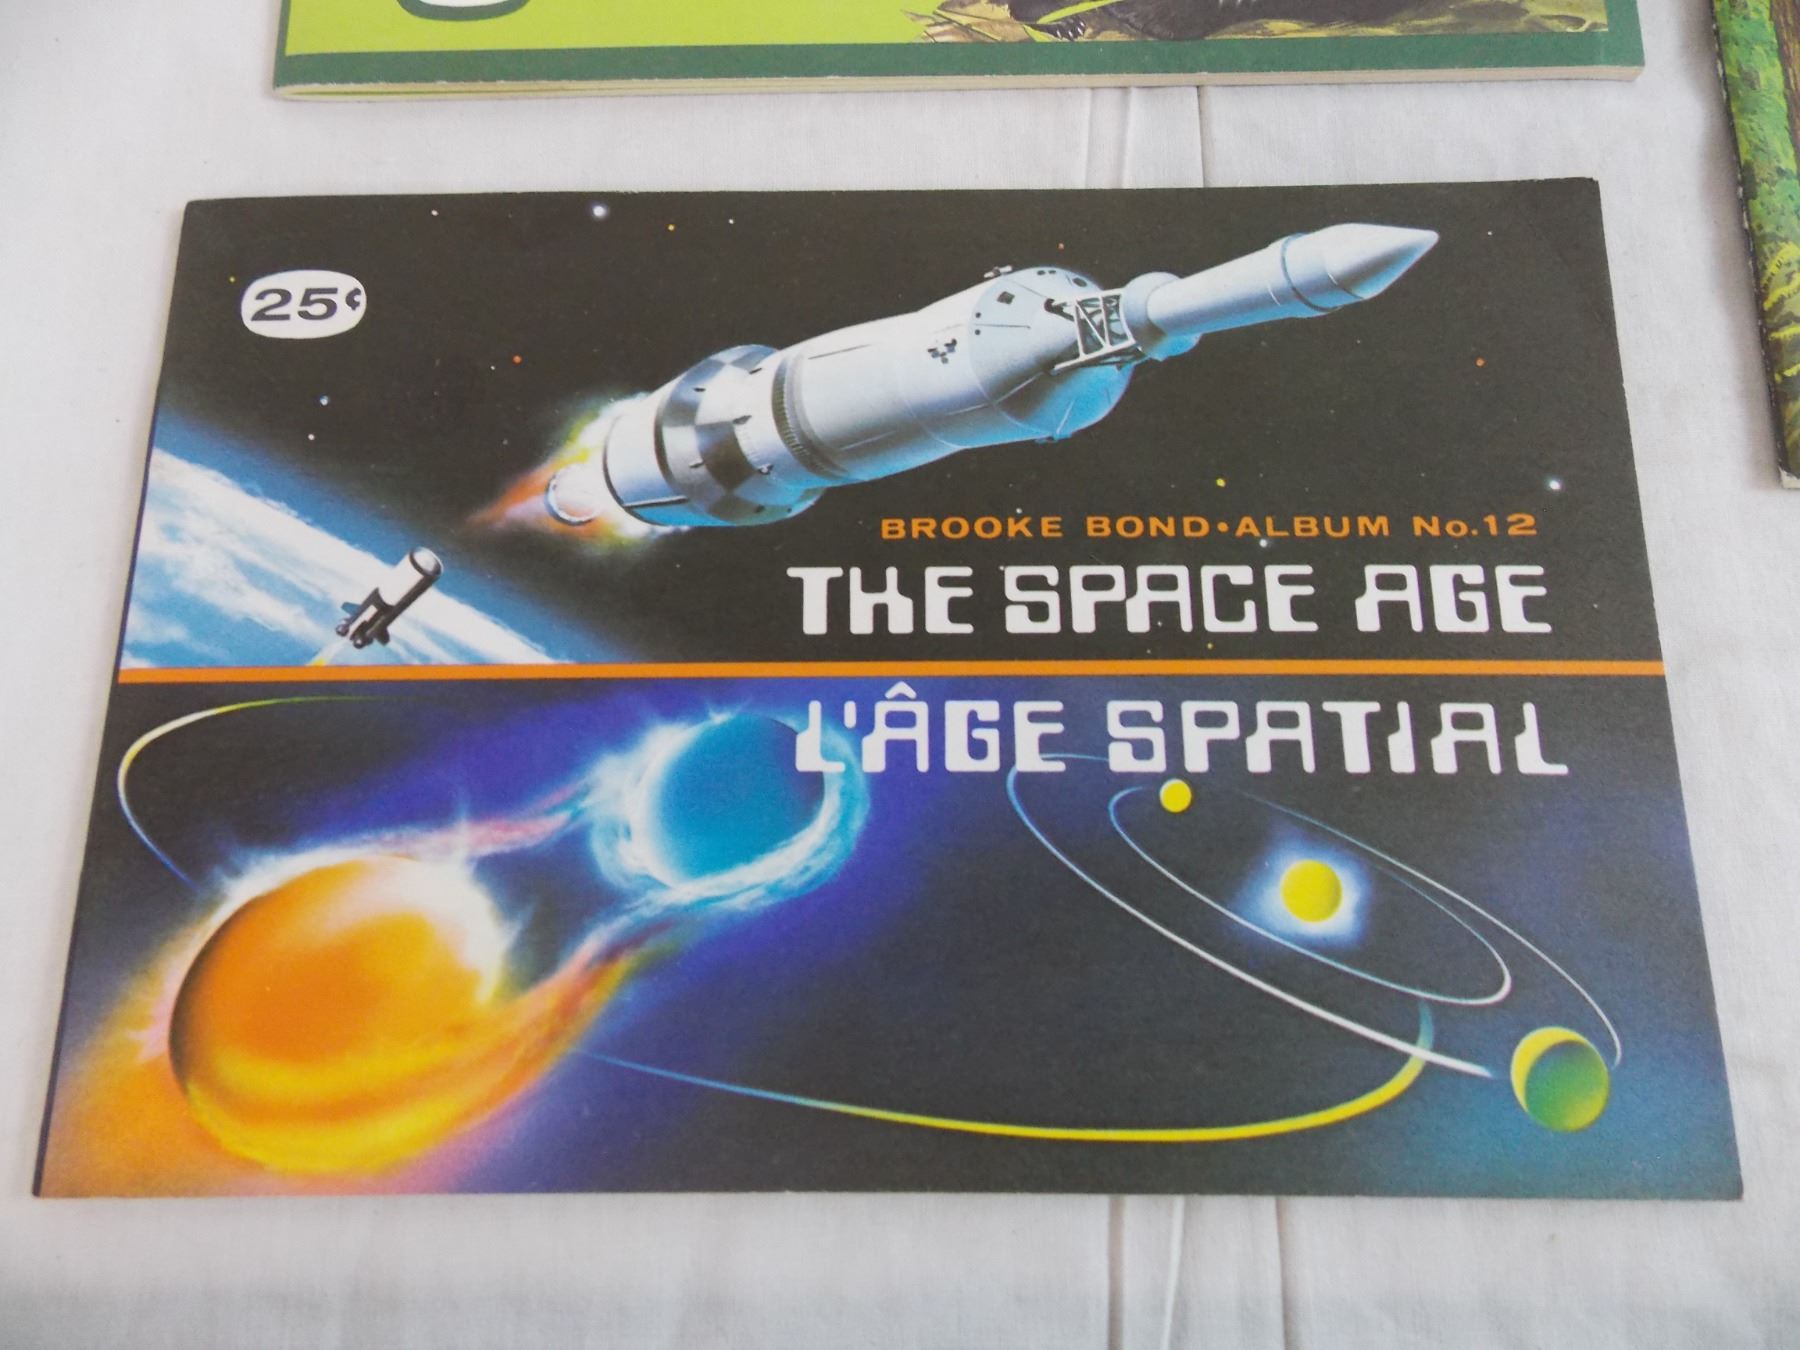 25¢
BROOKE BOND•ALBUM No.12
THE SPACE AGE
L'ÂGE SPATIAL